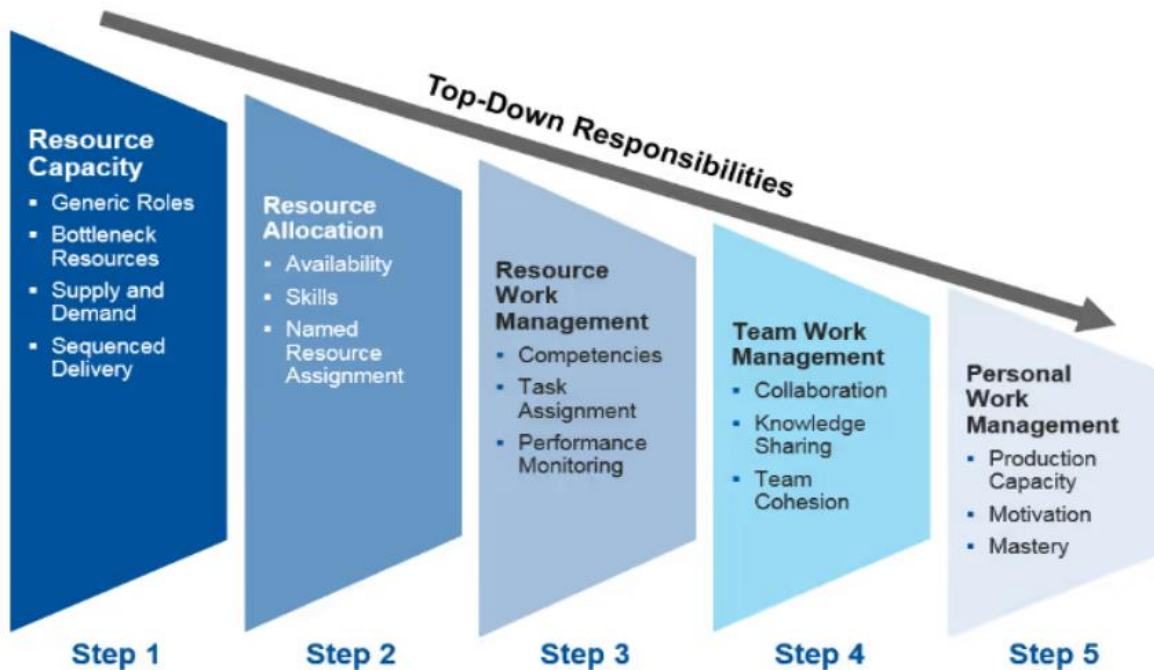 Top-Down Responsibilities
Resource
Capacity
▪ Generic Roles
▪ Bottleneck
Resources
▪ Supply and
Demand
▪ Sequenced
Delivery
Step 1
Resource
Allocation
▪ Availability
▪ Skills
▪ Named
Resource
Assignment
Step 2
Resource
Work
Management
▪ Competencies
▪ Task
Assignment
▪ Performance
Monitoring
Step 3
Team Work
Management
▪ Collaboration
▪ Knowledge
Sharing
▪ Team
Cohesion
Step 4
Personal
Work
Management
▪ Production
Capacity
▪ Motivation
▪ Mastery
Step 5